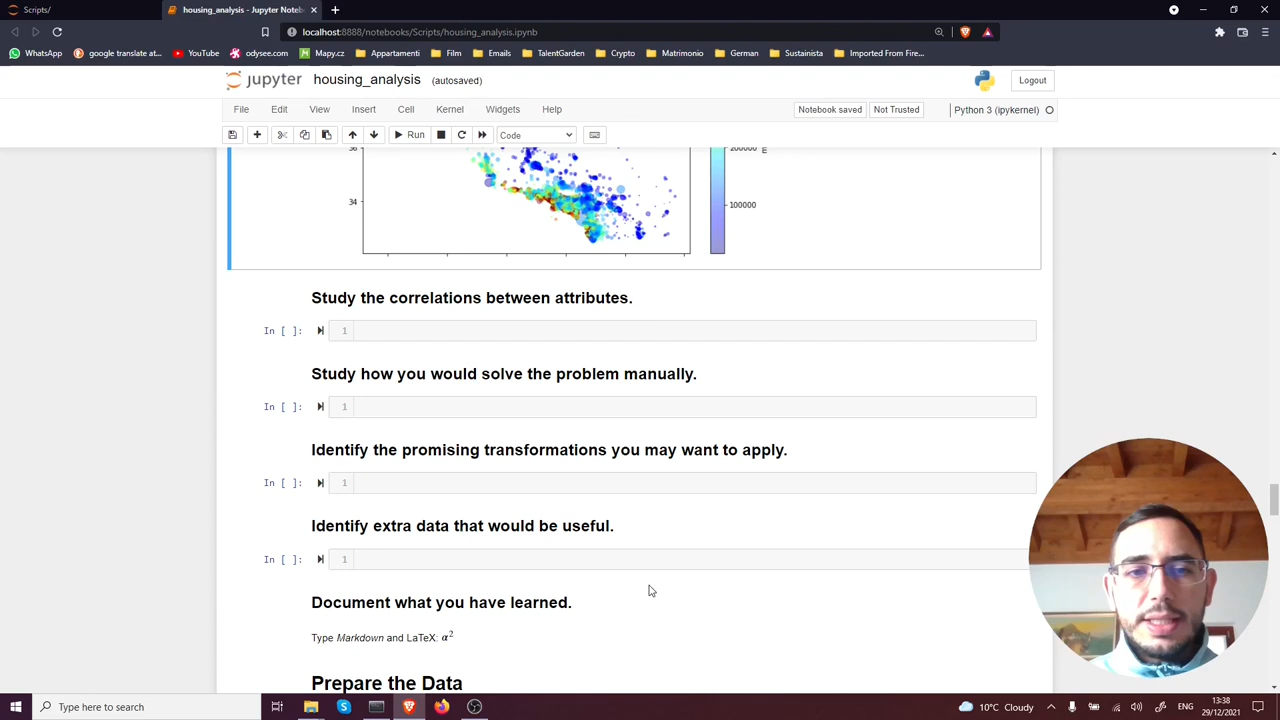 Scripts/
housing_analysis - Jupyter Noteb
localhost:8888/notebooks/Scripts/housing_analysis.ipynb
WhatsApp
google translate at...
YouTube
odysee.com
Mapy.cz
Appartamenti
Film
Emails
TalentGarden
Crypto
Matrimonio
German
Sustainista
Imported From Fire...
jupyter housing_analysis (autosaved)
Logout
File Edit View Insert Cell Kernel Widgets Help
Notebook saved Not Trusted Python 3 (ipykernel)
Run Code
36
34
200000
100000
Study the correlations between attributes.
In [ ]: 1
Study how you would solve the problem manually.
In [ ]: 1
Identify the promising transformations you may want to apply.
In [ ]: 1
Identify extra data that would be useful.
In [ ]: 1
Document what you have learned.
Type Markdown and LaTeX: α²
Prepare the Data
Type here to search
10°C Cloudy
ENG
13:38
29/12/2021